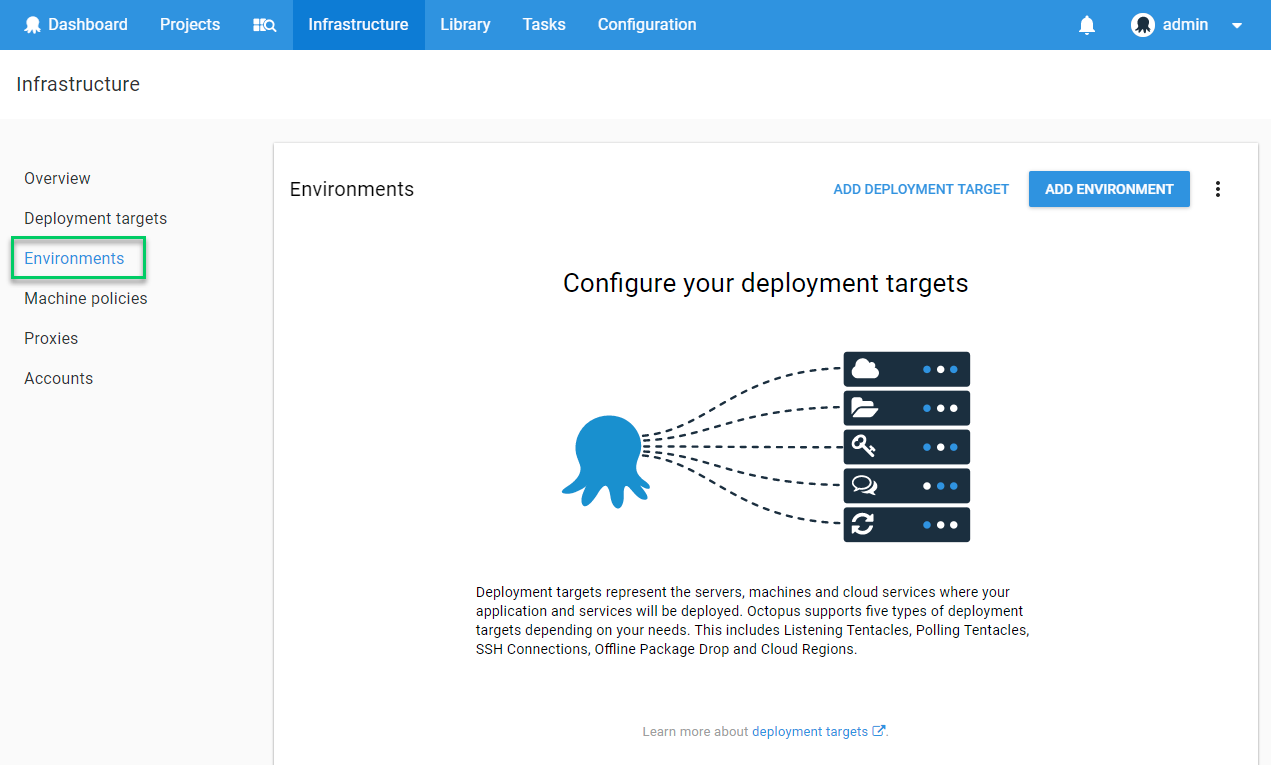 Dashboard Projects Infrastructure Library Tasks Configuration admin
Infrastructure
Overview
Deployment targets
Environments
Machine policies
Proxies
Accounts
Environments ADD DEPLOYMENT TARGET ADD ENVIRONMENT
Configure your deployment targets
Deployment targets represent the servers, machines and cloud services where your
application and services will be deployed. Octopus supports five types of deployment
targets depending on your needs. This includes Listening Tentacles, Polling Tentacles,
SSH Connections, Offline Package Drop and Cloud Regions.
Learn more about deployment targets.